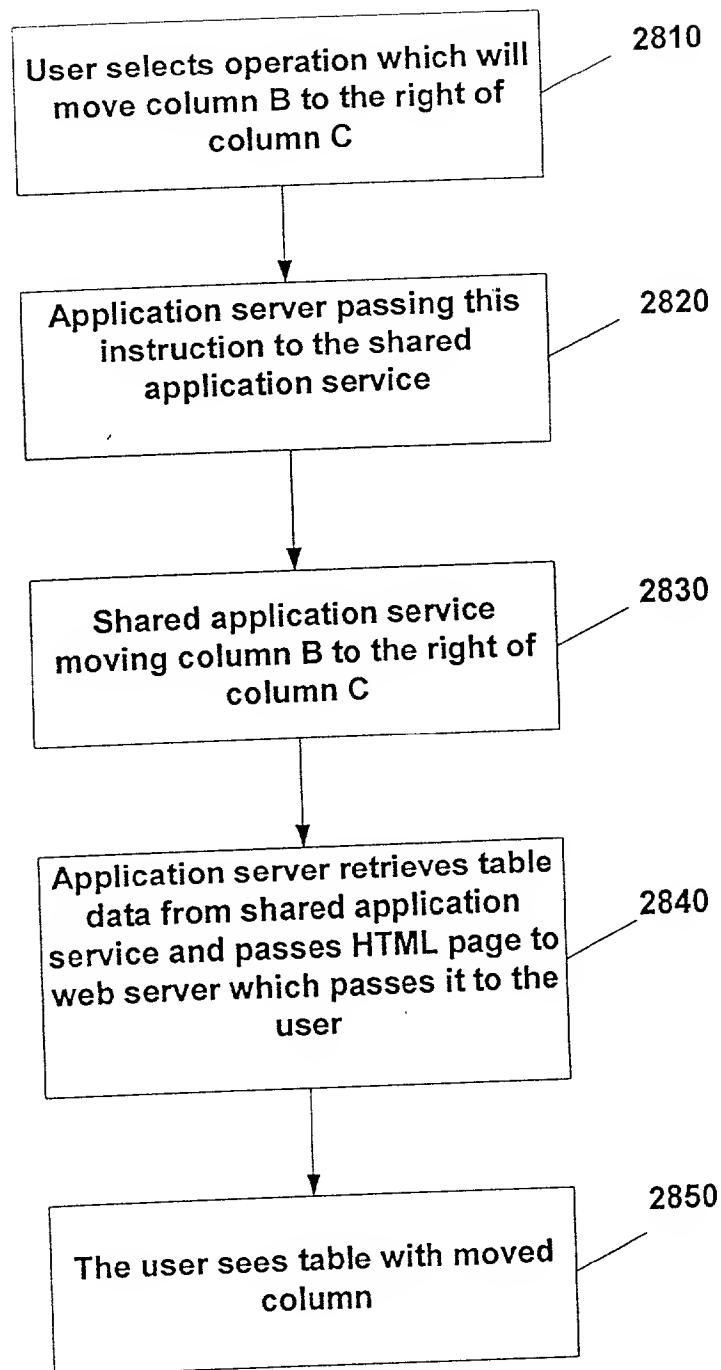 User selects operation which will
move column B to the right of
column C
2810
Application server passing this
instruction to the shared
application service
2820
Shared application service
moving column B to the right of
column C
2830
Application server retrieves table
data from shared application
service and passes HTML page to
web server which passes it to the
user
2840
The user sees table with moved
column
2850